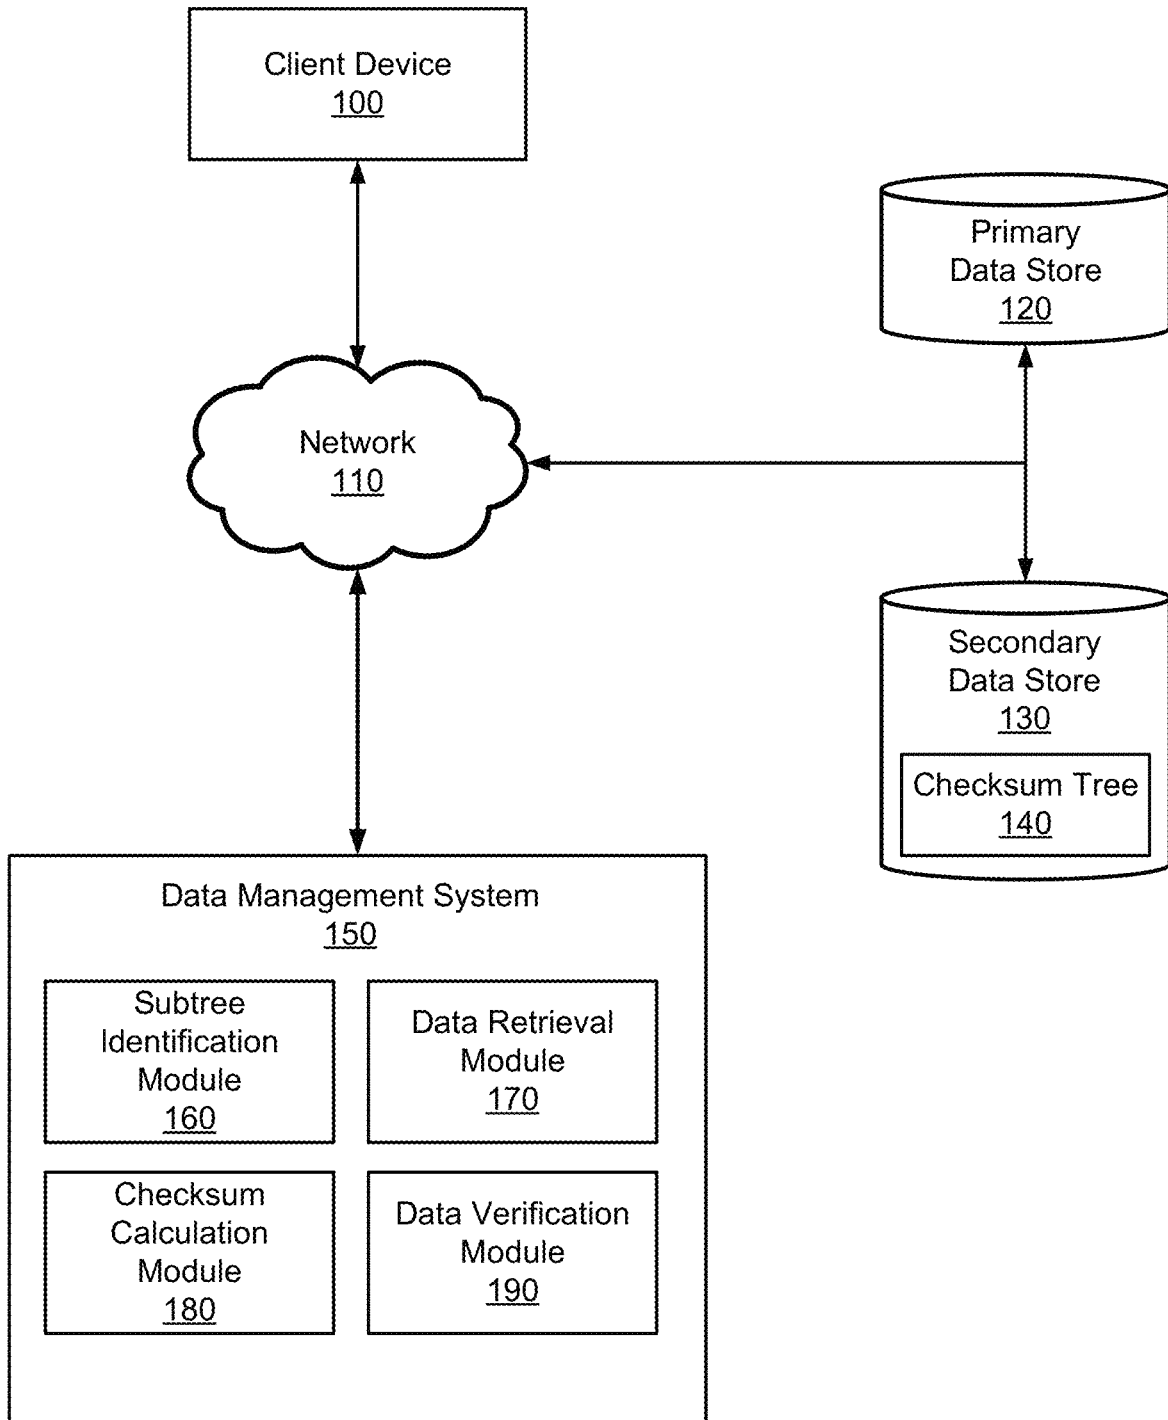 Client Device
100
Primary
Data Store
120
Network
110
Secondary
Data Store
130
Checksum Tree
140
Data Management System
150
Subtree
Identification
Module
160
Data Retrieval
Module
170
Checksum
Calculation
Module
180
Data Verification
Module
190